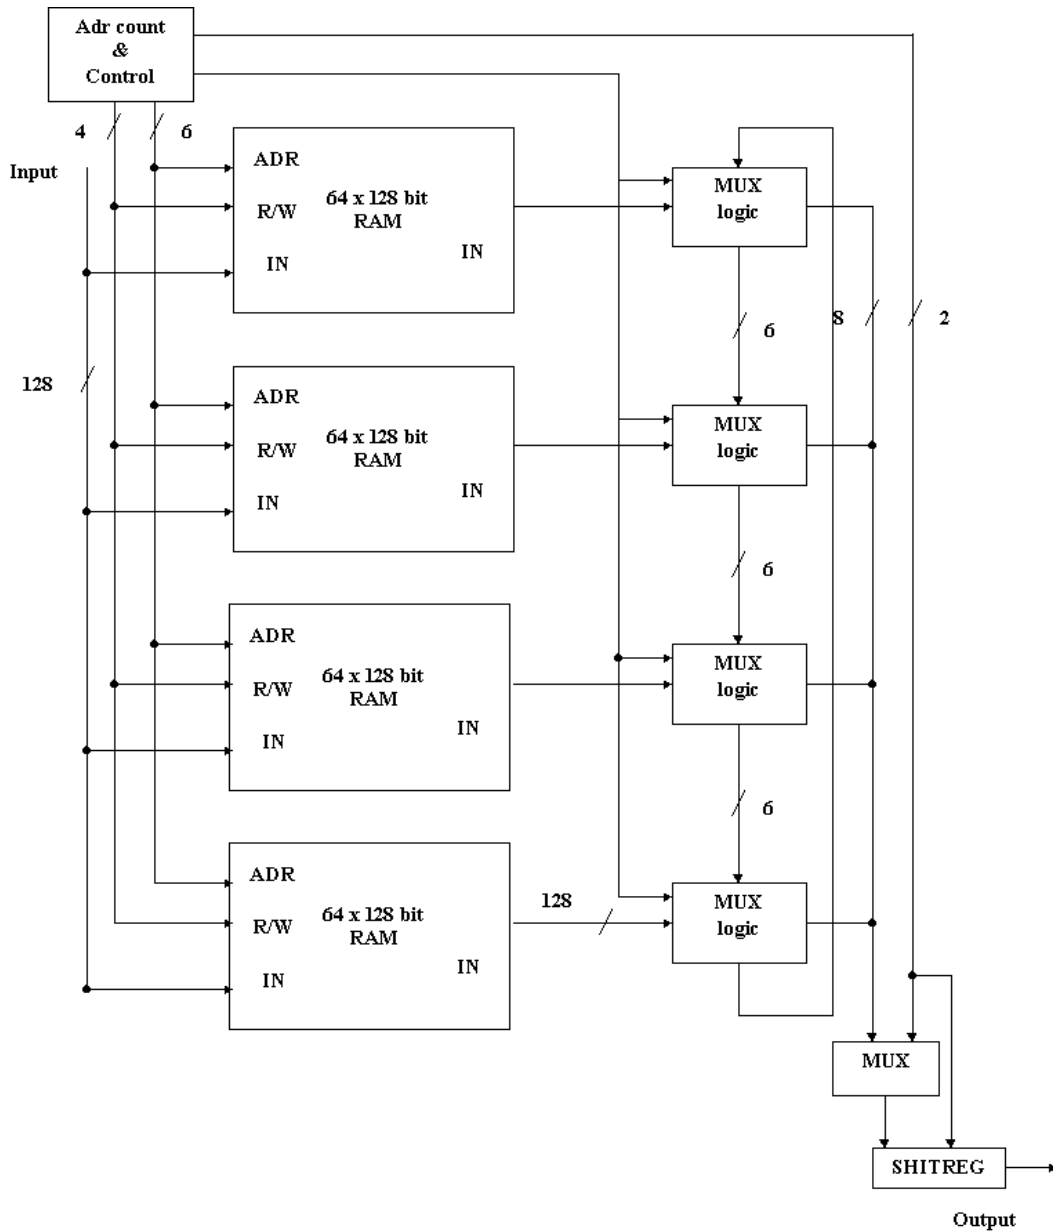 Adr count
&
Control
4
6
Input
ADR
64 x 128 bit
RAM
R/W
IN
IN
MUX
logic
6
8
2
128
ADR
64 x 128 bit
RAM
R/W
IN
IN
MUX
logic
6
ADR
64 x 128 bit
RAM
R/W
IN
IN
MUX
logic
6
ADR
64 x 128 bit
RAM
R/W
IN
IN
128
MUX
logic
MUX
SHITREG
Output